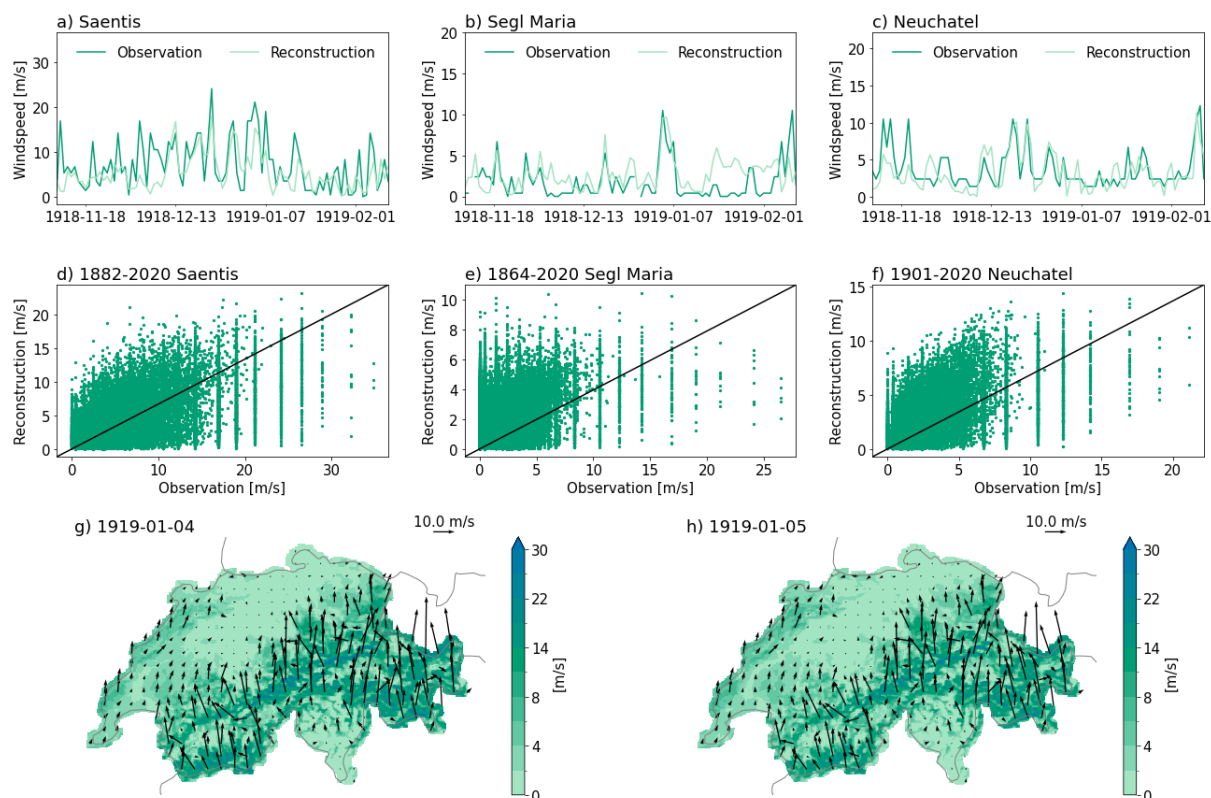 a) Saentis
Observation Reconstruction
Windspeed [m/s]
30
20
10
0
1918-11-18 1918-12-13 1919-01-07 1919-02-01
b) Segl Maria
Observation Reconstruction
Windspeed [m/s]
20
15
10
5
0
1918-11-18 1918-12-13 1919-01-07 1919-02-01
c) Neuchatel
Observation Reconstruction
Windspeed [m/s]
20
15
10
5
0
1918-11-18 1918-12-13 1919-01-07 1919-02-01
d) 1882-2020 Saentis
Reconstruction [m/s]
20
15
10
5
0
0 10 20 30
Observation [m/s]
e) 1864-2020 Segl Maria
Reconstruction [m/s]
10
8
6
4
2
0
0 5 10 15 20 25
Observation [m/s]
f) 1901-2020 Neuchatel
Reconstruction [m/s]
15
10
5
0
0 5 10 15 20
Observation [m/s]
g) 1919-01-04
10.0 m/s
30
22
14
8
4
0
[m/s]
h) 1919-01-05
10.0 m/s
30
22
14
8
4
0
[m/s]